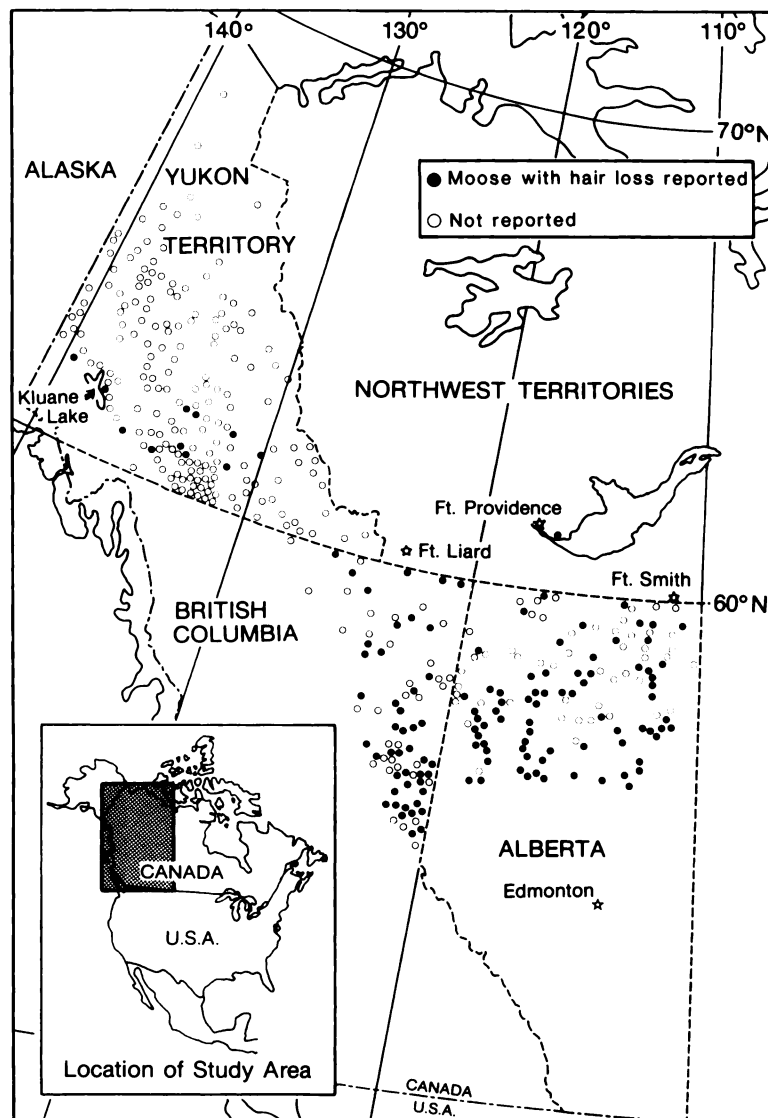 140°
130°
120°
110°
70°N
ALASKA
YUKON
TERRITORY
Moose with hair loss reported
Not reported
Kluane
Lake
NORTHWEST TERRITORIES
Ft. Providence
Ft. Liard
Ft. Smith
60°N
BRITISH
COLUMBIA
ALBERTA
Edmonton
CANADA
U.S.A.
Location of Study Area
CANADA
U.S.A.